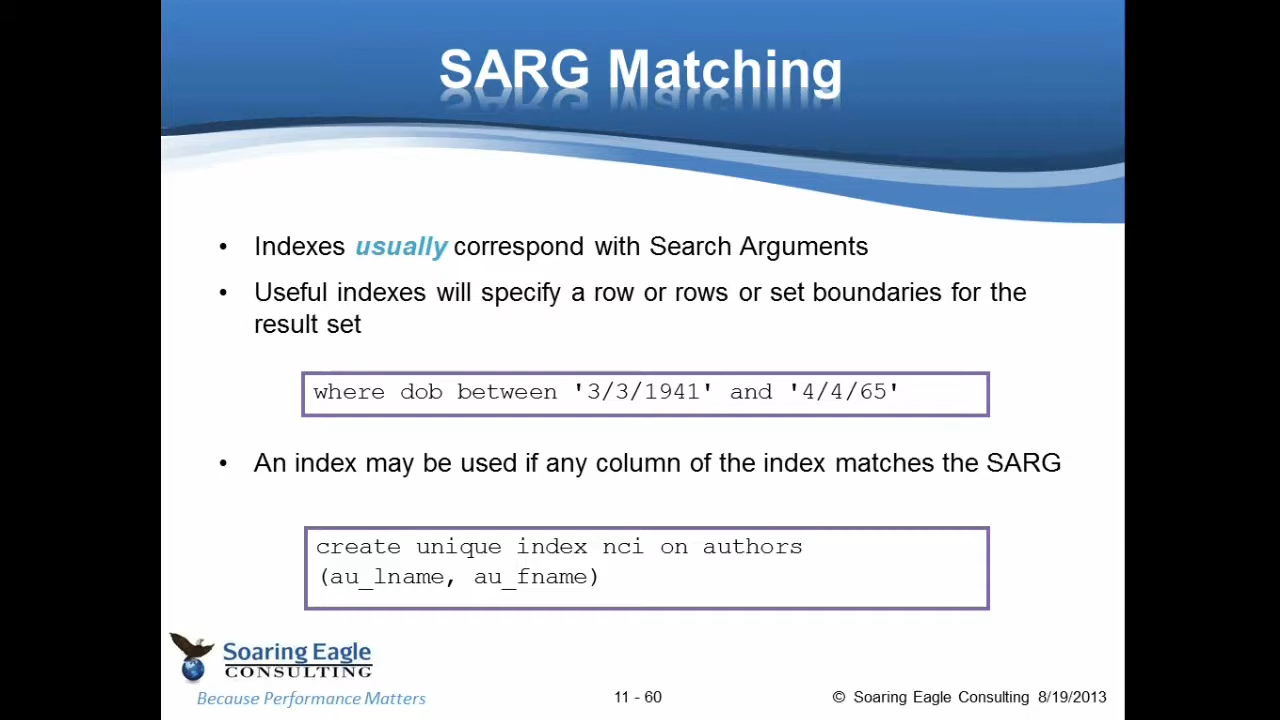 SARG Matching
• Indexes usually correspond with Search Arguments
• Useful indexes will specify a row or rows or set boundaries for the
result set
where dob between '3/3/1941' and '4/4/65'
• An index may be used if any column of the index matches the SARG
create unique index nci on authors
(au_lname, au_fname)
Soaring Eagle
CONSULTING
Because Performance Matters
11 - 60
© Soaring Eagle Consulting 8/19/2013